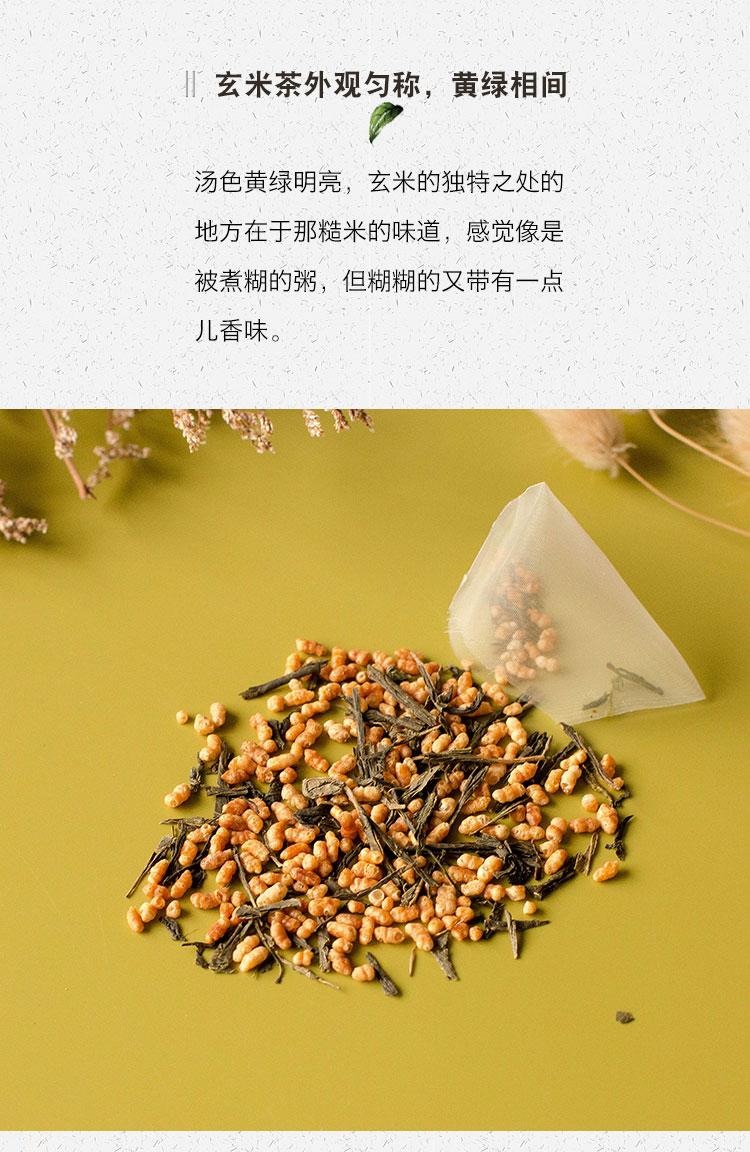 玄米茶外观匀称，黄绿相间
汤色黄绿明亮，玄米的独特之处的
地方在于那糙米的味道，感觉像是
被煮糊的粥，但糊糊的又带有一点
儿香味。